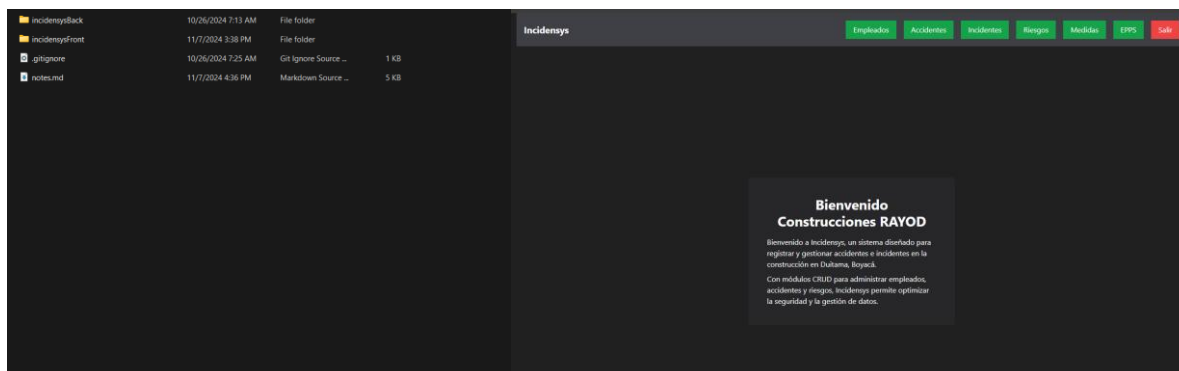 incidensysBack 10/26/2024 7:13 AM File folder
incidensysFront 11/7/2024 3:38 PM File folder
.gitignore 10/26/2024 7:25 AM Git Ignore Source ... 1 KB
notes.md 11/7/2024 4:36 PM Markdown Source ... 5 KB
Incidensys Empleados Accidentes Incidentes Riesgos Medidas EPPS Salir
Bienvenido
Construcciones RAYOD
Bienvenido a Incidensys, un sistema diseñado para
registrar y gestionar accidentes e incidentes en la
construcción en Duitama, Boyacá.
Con módulos CRUD para administrar empleados,
accidentes y riesgos, Incidensys permite optimizar
la seguridad y la gestión de datos.